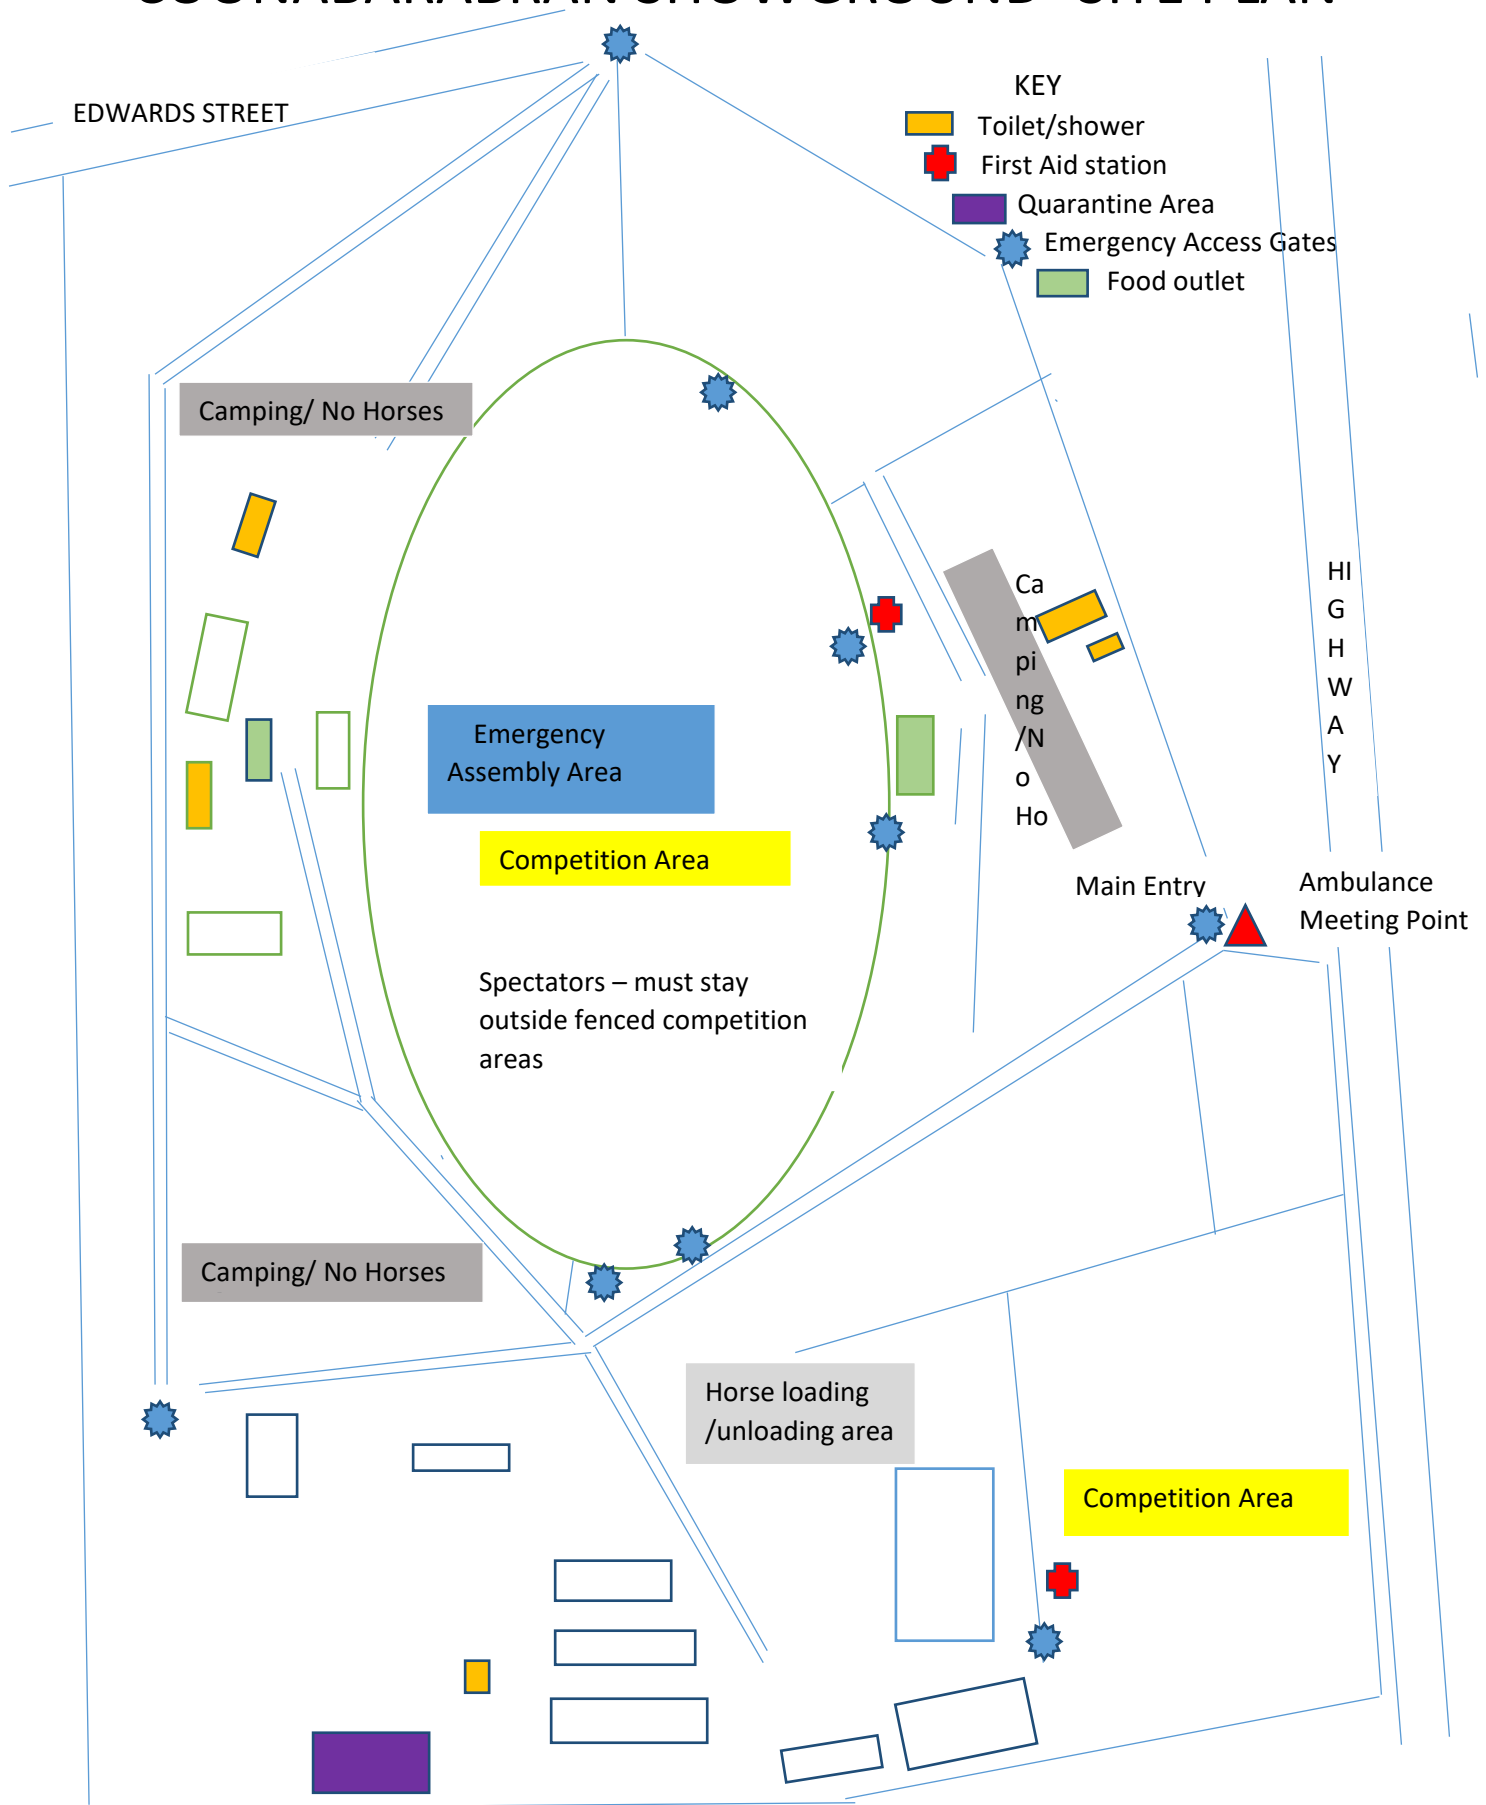 EDWARDS STREET
KEY
Toilet/shower
First Aid station
Quarantine Area
Emergency Access Gates
Food outlet
Camping/ No Horses
Ca
m
pi
ng
/N
o
Ho
HI
G
H
W
A
Y
Emergency
Assembly Area
Competition Area
Main Entry
Ambulance
Meeting Point
Spectators – must stay
outside fenced competition
areas
Camping/ No Horses
Horse loading
/unloading area
Competition Area